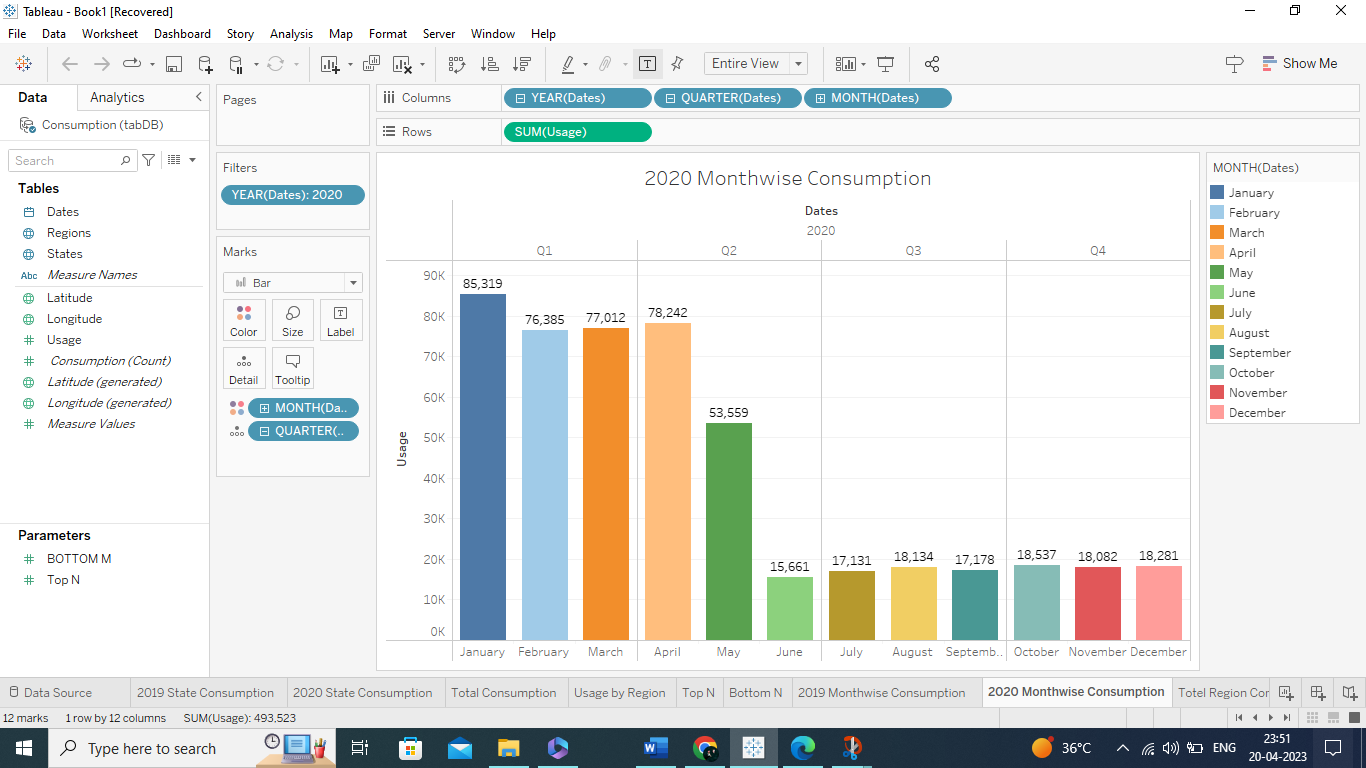 Tableau - Book1 [Recovered]
File Data Worksheet Dashboard Story Analysis Map Format Server Window Help
Entire View
Show Me
Data Analytics
Consumption (tabDB)
Search
Tables
Dates
Regions
States
Abc Measure Names
Latitude
Longitude
Usage
Consumption (Count)
Latitude (generated)
Longitude (generated)
Measure Values
Parameters
BOTTOM M
Top N
Pages
Filters
YEAR(Dates): 2020
Marks
Bar
Color Size Label
Detail Tooltip
MONTH(Da..
QUARTER(..
Columns YEAR(Dates) QUARTER(Dates) MONTH(Dates)
Rows SUM(Usage)
2020 Monthwise Consumption
Dates
2020
Q1 Q2 Q3 Q4
Usage
90K
80K
70K
60K
50K
40K
30K
20K
10K
0K
85,319
76,385
77,012
78,242
53,559
15,661
17,131
18,134
17,178
18,537
18,082
18,281
January February March April May June July August Septemb.. October November December
MONTH(Dates)
January
February
March
April
May
June
July
August
September
October
November
December
Data Source 2019 State Consumption 2020 State Consumption Total Consumption Usage by Region Top N Bottom N 2019 Monthwise Consumption 2020 Monthwise Consumption Totel Region Cor
12 marks 1 row by 12 columns SUM(Usage): 493,523
Type here to search
36°C
ENG
23:51
20-04-2023